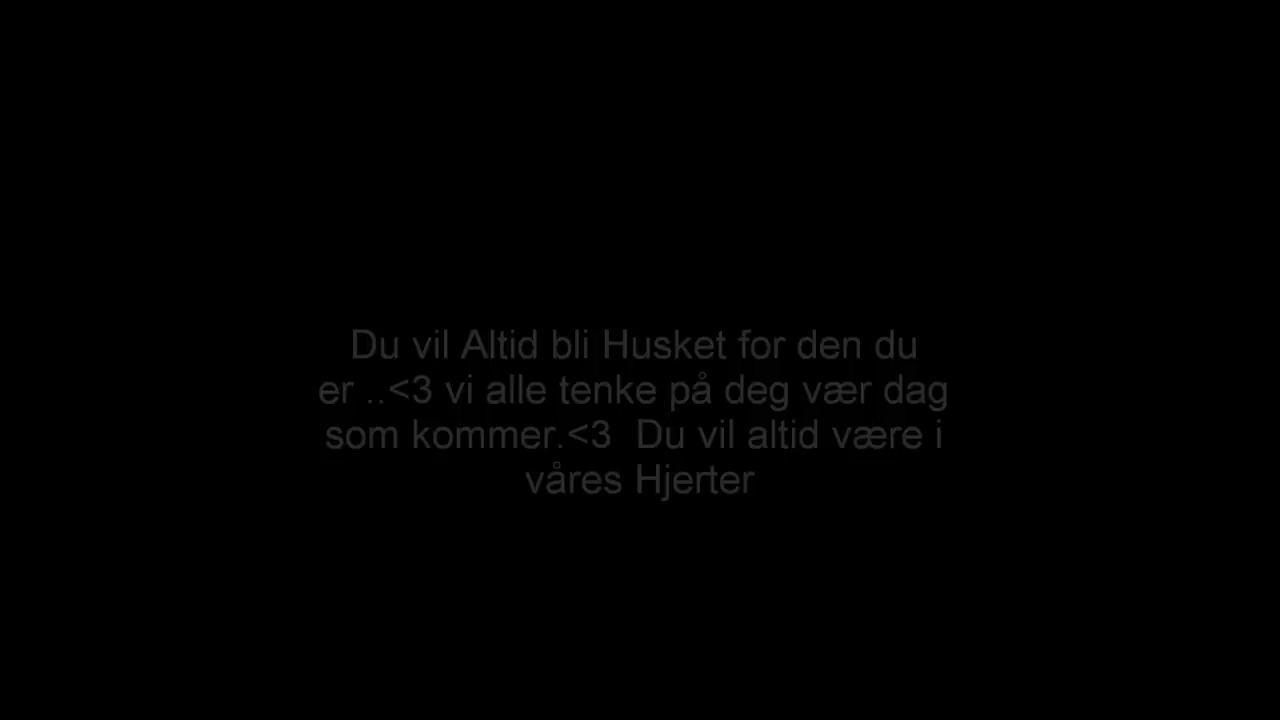 Du vil Altid bli Husket for den du
er ..<3 vi alle tenke på deg vær dag
som kommer.<3  Du vil altid være i
våres Hjerter